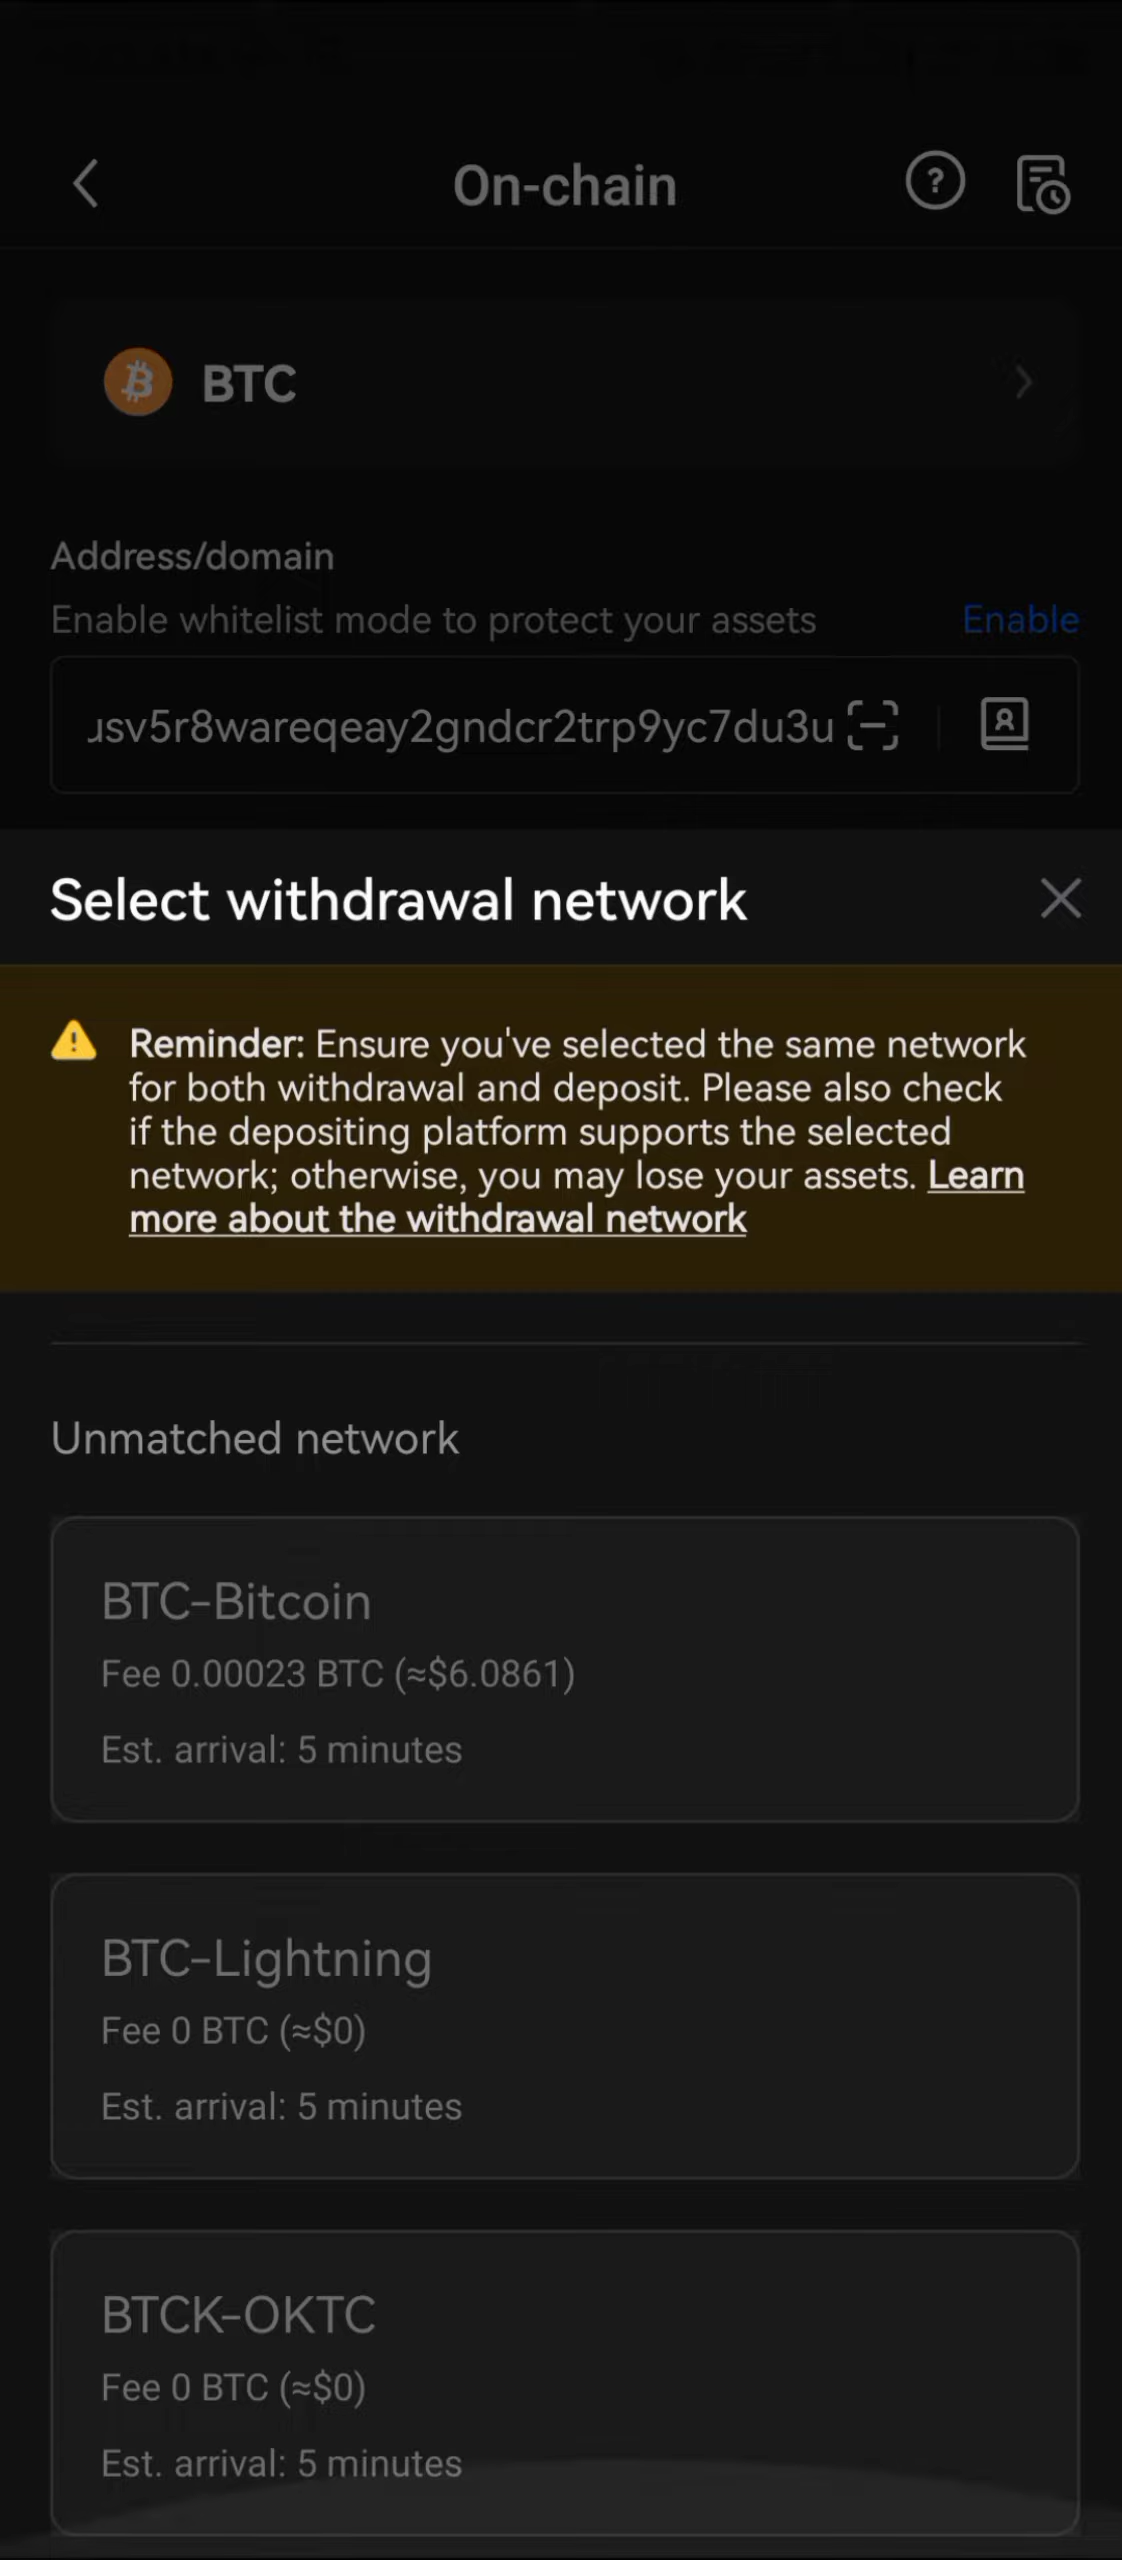 On-chain
BTC
Address/domain
Enable whitelist mode to protect your assets Enable
usv5r8wareqeay2gndcr2trp9yc7du3u
Select withdrawal network
Reminder: Ensure you've selected the same network
for both withdrawal and deposit. Please also check
if the depositing platform supports the selected
network; otherwise, you may lose your assets. Learn
more about the withdrawal network
Unmatched network
BTC-Bitcoin
Fee 0.00023 BTC (≈$6.0861)
Est. arrival: 5 minutes
BTC-Lightning
Fee 0 BTC (≈$0)
Est. arrival: 5 minutes
BTCK-OKTC
Fee 0 BTC (≈$0)
Est. arrival: 5 minutes